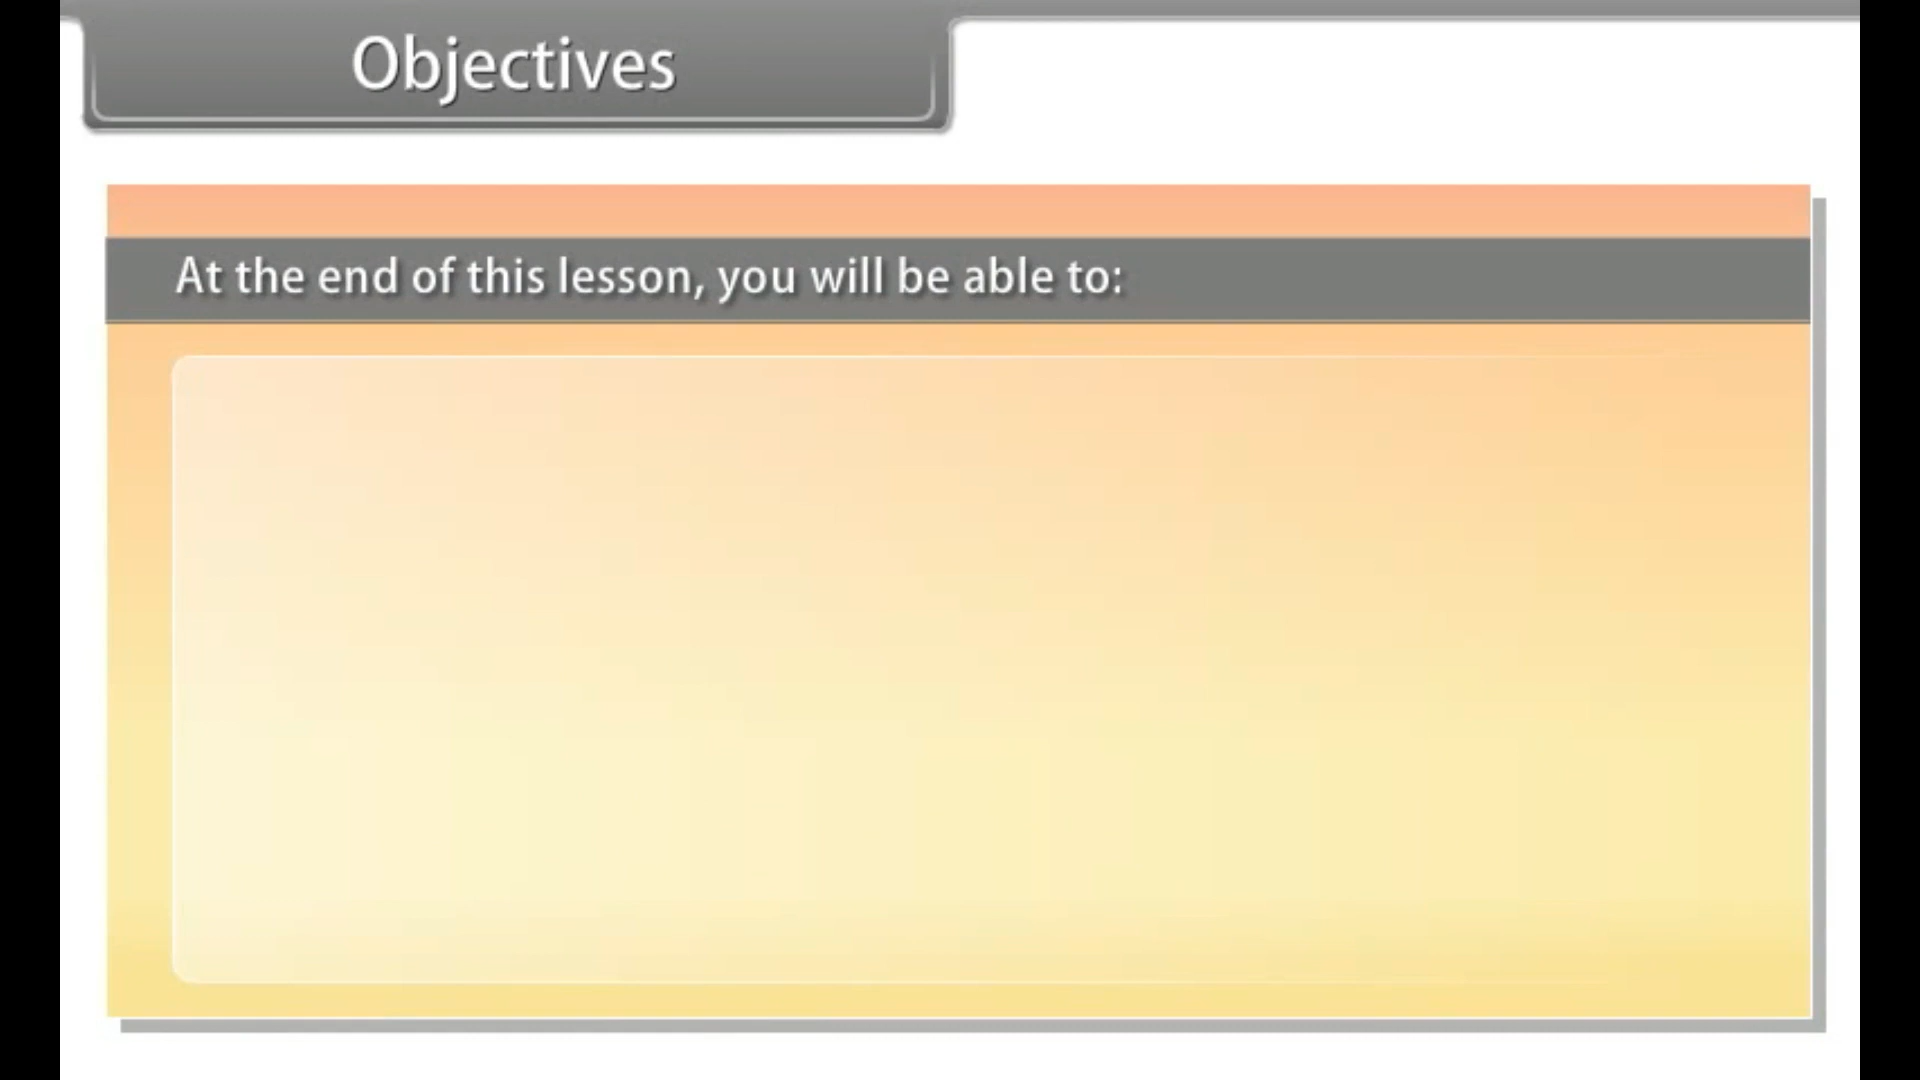 Objectives
At the end of this lesson, you will be able to: